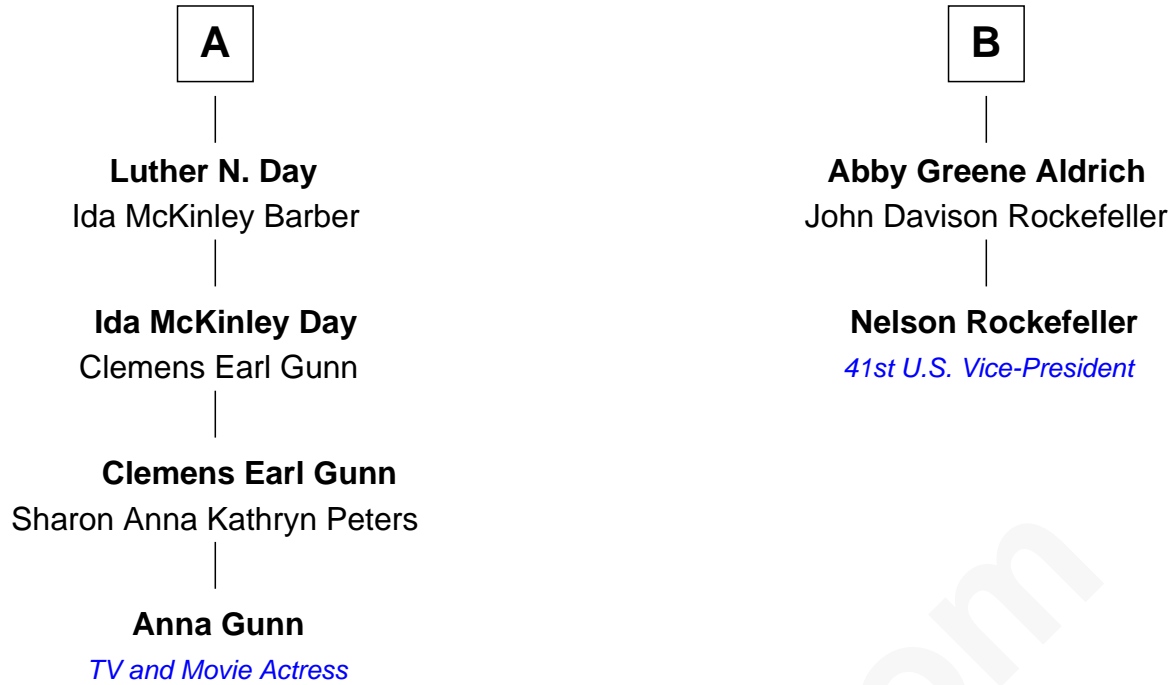 A
Luther N. Day
Ida McKinley Barber
Ida McKinley Day
Clemens Earl Gunn
Clemens Earl Gunn
Sharon Anna Kathryn Peters
Anna Gunn
TV and Movie Actress
B
Abby Greene Aldrich
John Davison Rockefeller
Nelson Rockefeller
41st U.S. Vice-President
om